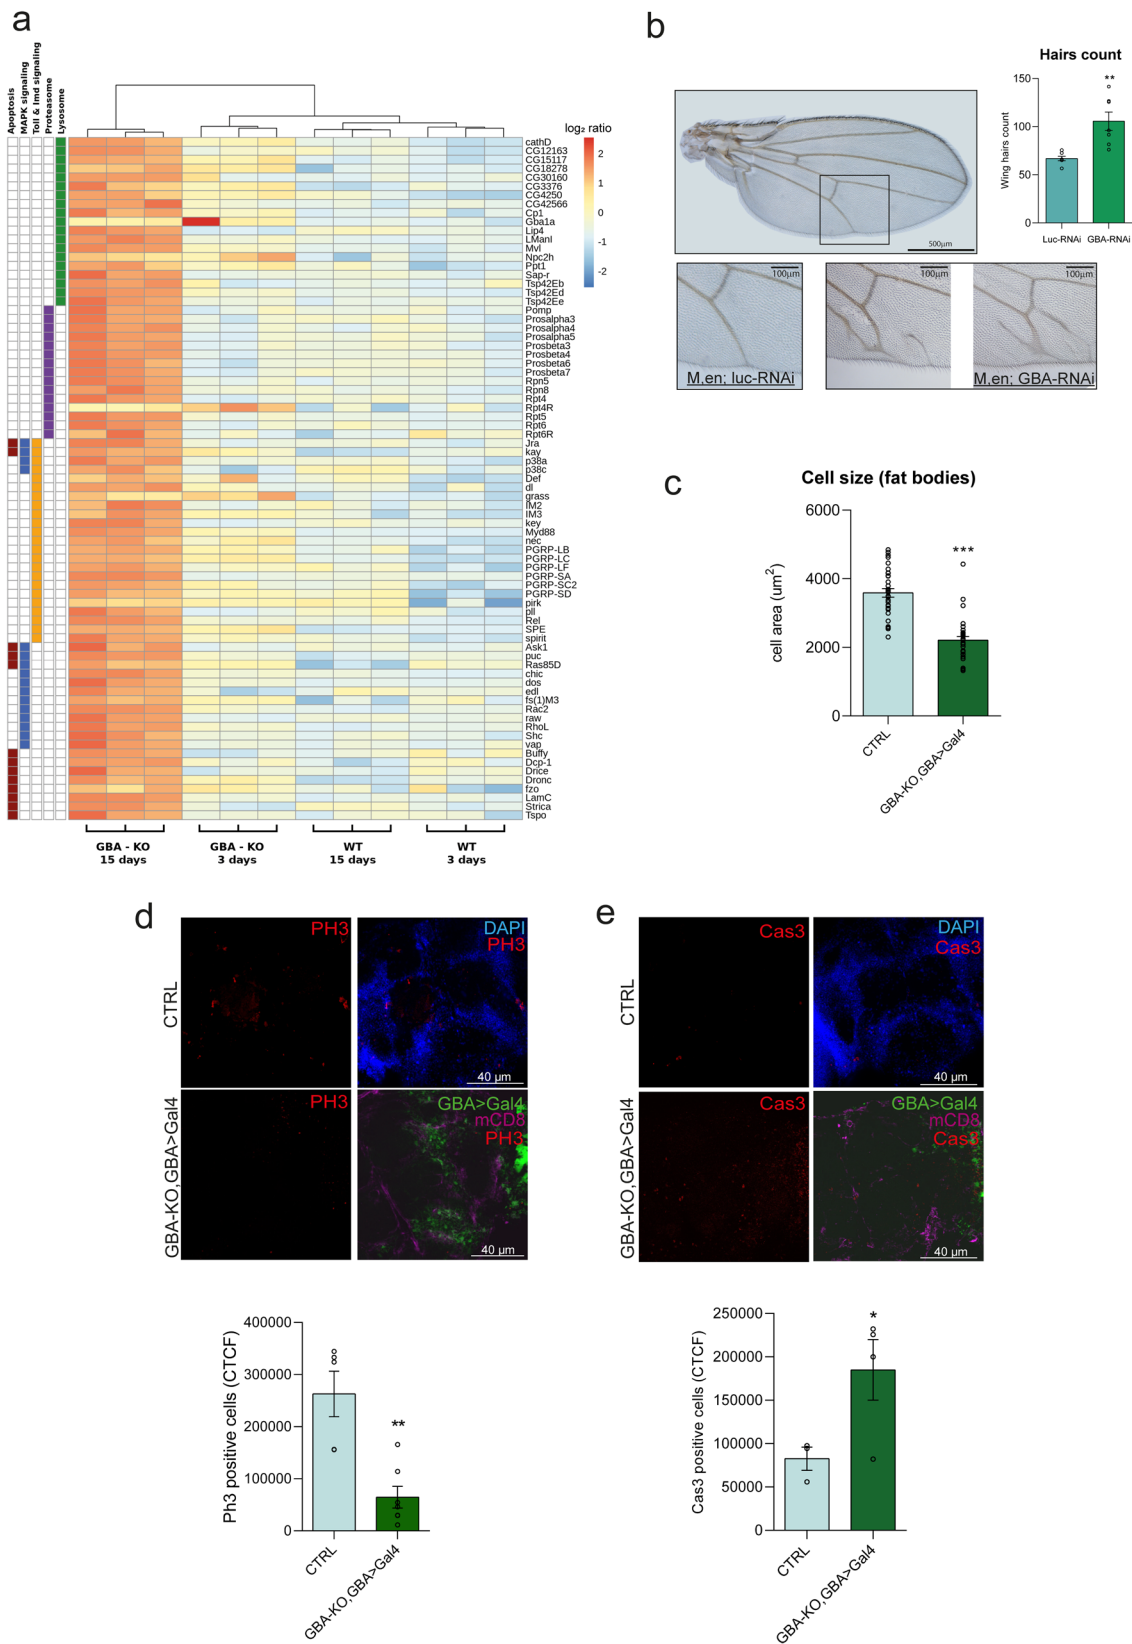 a
Apoptosis
MAPK signaling
Toll & Imd signaling
Proteasome
Lysosome
log₂ ratio
2
1
0
-1
-2
cathD
CG12163
CG15117
CG18278
CG30160
CG3376
CG4250
CG42566
Cp1
Gba1a
Lip4
LManI
Mvl
Npc2h
Ppt1
Sap-r
Tsp42Eb
Tsp42Ed
Tsp42Ee
Pomp
Prosalpha3
Prosalpha4
Prosalpha5
Prosbeta3
Prosbeta4
Prosbeta6
Prosbeta7
Rpn5
Rpn8
Rpt4
Rpt4R
Rpt5
Rpt6
Rpt6R
Jra
kay
p38a
p38c
Def
dl
grass
IM2
IM3
key
Myd88
nec
PGRP-LB
PGRP-LC
PGRP-LF
PGRP-SA
PGRP-SC2
PGRP-SD
pirk
pll
Rel
SPE
spirit
Ask1
puc
Ras85D
chic
dos
edl
fs(1)M3
Rac2
raw
RhoL
Shc
vap
Buffy
Dcp-1
Drice
Dronc
fzo
LamC
Strica
Tspo
GBA - KO
15 days
GBA - KO
3 days
WT
15 days
WT
3 days
b
500µm
Hairs count
Wing hairs count
150
100
50
0
**
Luc-RNAi
GBA-RNAi
100µm
M,en; luc-RNAi
100µm
100µm
M,en; GBA-RNAi
c
Cell size (fat bodies)
cell area (um²)
6000
4000
2000
0
***
CTRL
GBA-KO,GBA>Gal4
d
CTRL
PH3
DAPI
PH3
40 µm
GBA-KO,GBA>Gal4
PH3
GBA>Gal4
mCD8
PH3
40 µm
Ph3 positive cells (CTCF)
400000
300000
200000
100000
0
**
CTRL
GBA-KO,GBA>Gal4
e
CTRL
Cas3
DAPI
Cas3
40 µm
GBA-KO,GBA>Gal4
Cas3
GBA>Gal4
mCD8
Cas3
40 µm
Cas3 positive cells (CTCF)
250000
200000
150000
100000
50000
0
*
CTRL
GBA-KO,GBA>Gal4